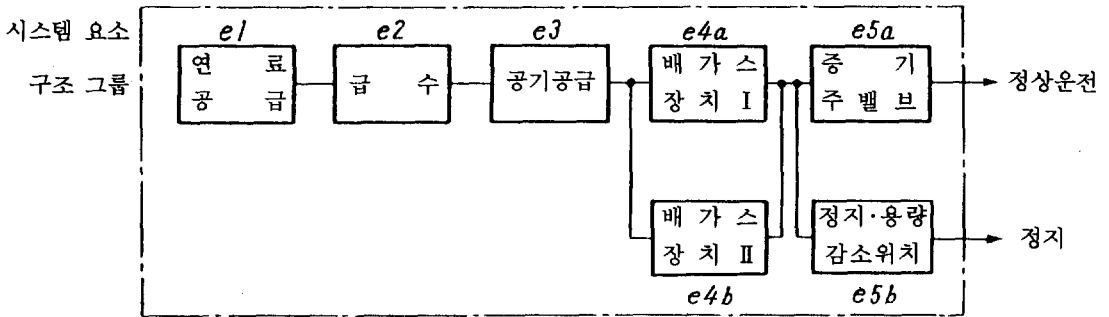 시스템 요소 e1 e2 e3 e4a e5a
구조 그룹
연 료
공 급
급 수
공기공급
배 가 스
장 치 Ⅰ
증 기
주 밸 브
정상운전
배 가 스
장 치 Ⅱ
정지·용량
감소위치
정지
e4b e5b